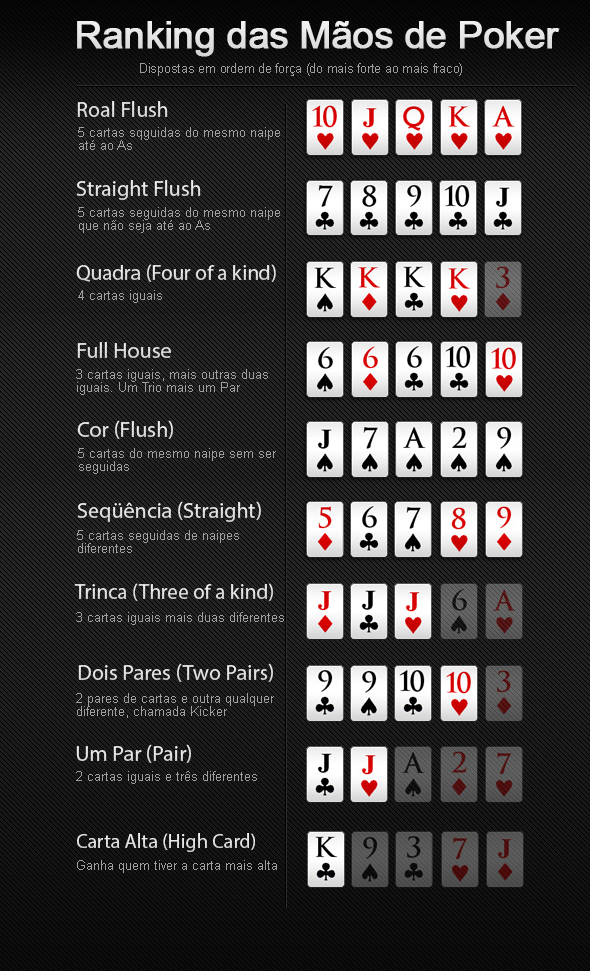 Ranking das Mãos de Poker
Dispostas em ordem de força (do mais forte ao mais fraco)
Roal Flush
5 cartas sqguidas do mesmo naipe
até ao As
10 J Q K A
Straight Flush
5 cartas seguidas do mesmo naipe
que não seja até ao As
7 8 9 10 J
Quadra (Four of a kind)
4 cartas iguais
K K K K 3
Full House
3 cartas iguais, mais outras duas
iguais. Um Trio mais um Par
6 6 6 10 10
Cor (Flush)
5 cartas do mesmo naipe sem ser
seguidas
J 7 A 2 9
Seqüência (Straight)
5 cartas seguidas de naipes
diferentes
5 6 7 8 9
Trinca (Three of a kind)
3 cartas iguais mais duas diferentes
J J J 6 A
Dois Pares (Two Pairs)
2 pares de cartas e outra qualquer
diferente, chamada Kicker
9 9 10 10 3
Um Par (Pair)
2 cartas iguais e três diferentes
J J A 2 7
Carta Alta (High Card)
Ganha quem tiver a carta mais alta
K 9 3 7 J